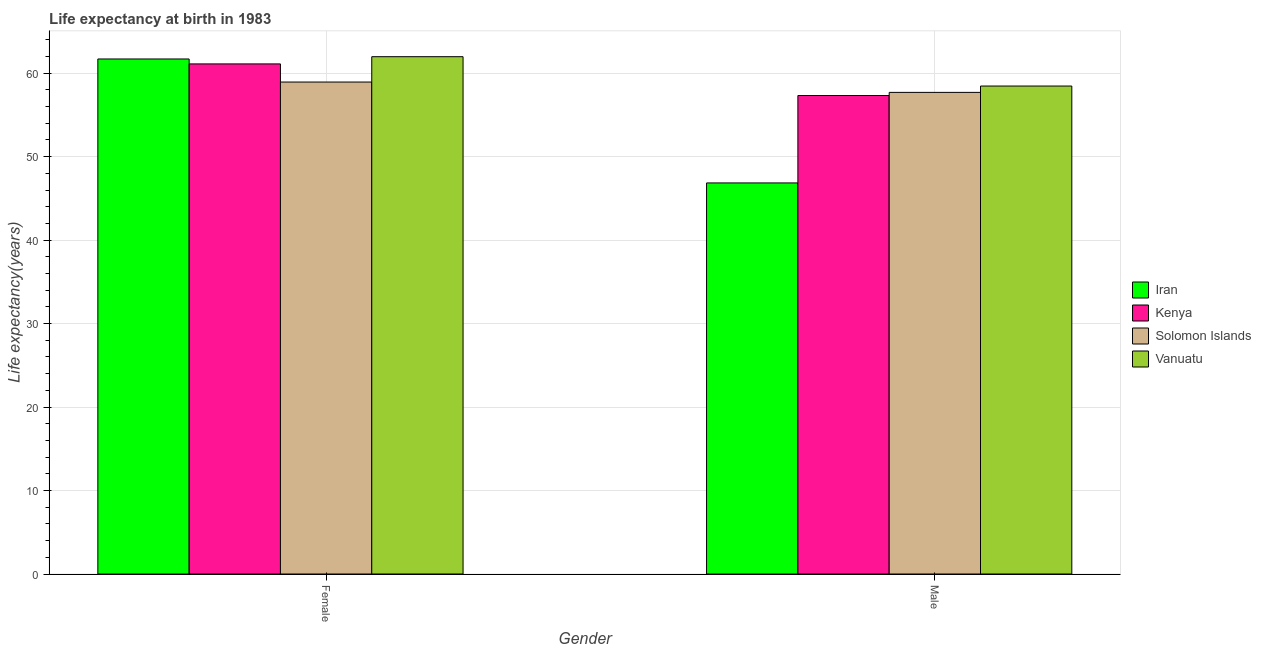 Life expectancy at birth in 1983
Life expectancy(years)
60
50
40
30
20
10
0
Female
Male
Gender
Iran
Kenya
Solomon Islands
Vanuatu